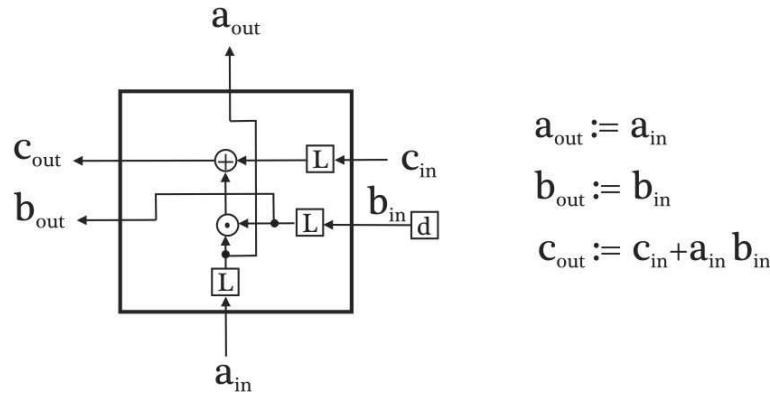 a_out
c_out
L
c_in
b_out
b_in
L
d
L
a_in
a_out := a_in
b_out := b_in
c_out := c_in+a_in b_in